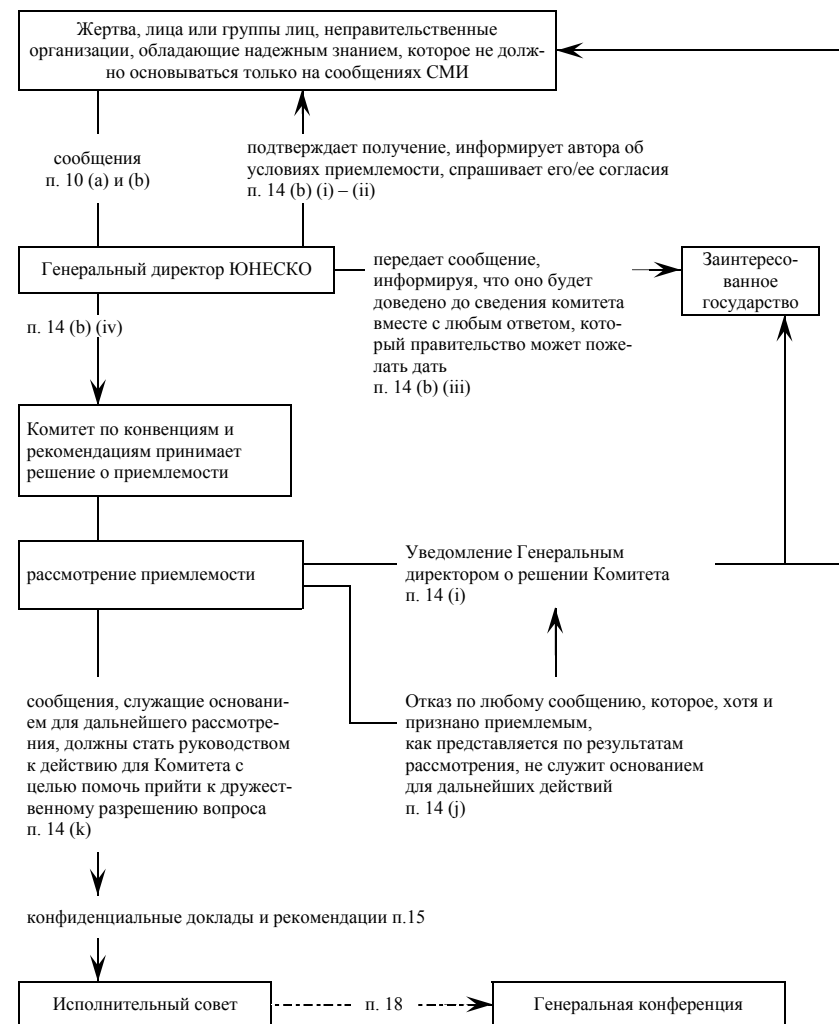 Жертва, лица или группы лиц, неправительственные
организации, обладающие надежным знанием, которое не долж-
но основываться только на сообщениях СМИ
сообщения
п. 10 (a) и (b)
подтверждает получение, информирует автора об
условиях приемлемости, спрашивает его/ее согласия
п. 14 (b) (i) – (ii)
Генеральный директор ЮНЕСКО
передает сообщение,
информируя, что оно будет
доведено до сведения комитета
вместе с любым ответом, кото-
рый правительство может поже-
лать дать
п. 14 (b) (iii)
Заинтересо-
ванное
государство
п. 14 (b) (iv)
Комитет по конвенциям и
рекомендациям принимает
решение о приемлемости
рассмотрение приемлемости
Уведомление Генеральным
директором о решении Комитета
п. 14 (i)
сообщения, служащие основани-
ем для дальнейшего рассмотре-
ния, должны стать руководством
к действию для Комитета с
целью помочь прийти к дружест-
венному разрешению вопроса
п. 14 (k)
Отказ по любому сообщению, которое, хотя и
признано приемлемым,
как представляется по результатам
рассмотрения, не служит основанием
для дальнейших действий
п. 14 (j)
конфиденциальные доклады и рекомендации п.15
Исполнительный совет
п. 18
Генеральная конференция